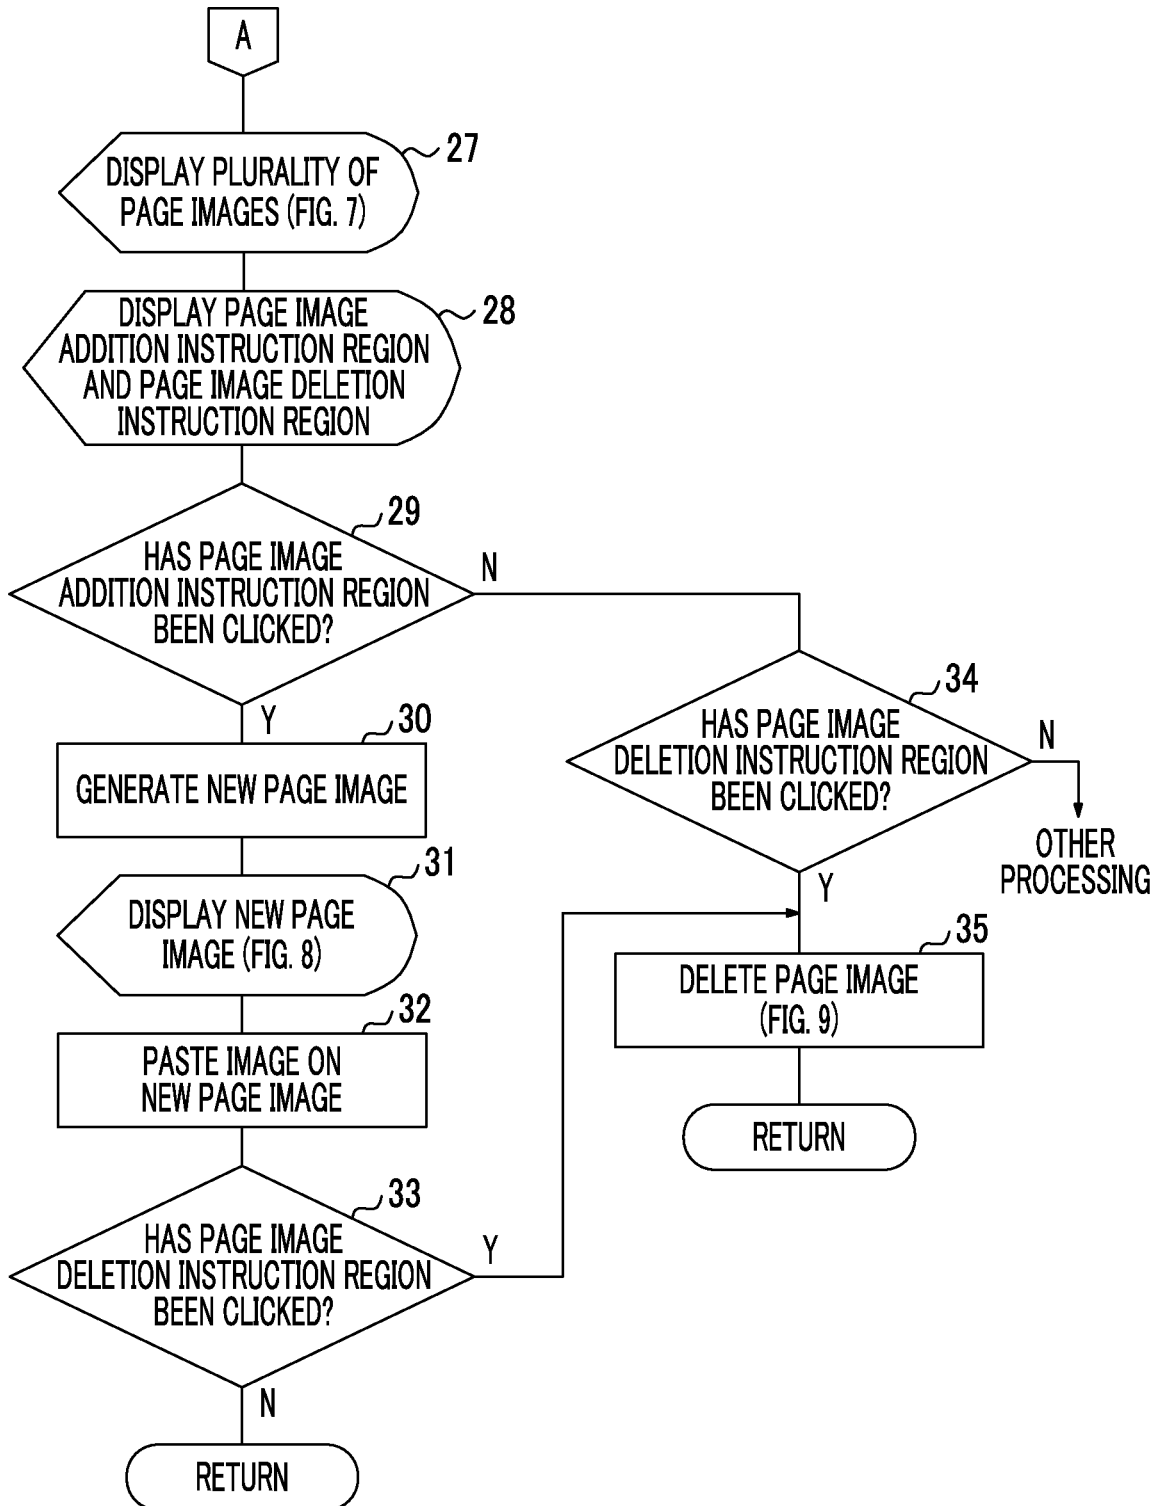 A
27
DISPLAY PLURALITY OF
PAGE IMAGES (FIG. 7)
28
DISPLAY PAGE IMAGE
ADDITION INSTRUCTION REGION
AND PAGE IMAGE DELETION
INSTRUCTION REGION
29
HAS PAGE IMAGE
ADDITION INSTRUCTION REGION
BEEN CLICKED?
N
Y
30
GENERATE NEW PAGE IMAGE
31
DISPLAY NEW PAGE
IMAGE (FIG. 8)
32
PASTE IMAGE ON
NEW PAGE IMAGE
33
HAS PAGE IMAGE
DELETION INSTRUCTION REGION
BEEN CLICKED?
Y
N
RETURN
34
HAS PAGE IMAGE
DELETION INSTRUCTION REGION
BEEN CLICKED?
N
OTHER
PROCESSING
Y
35
DELETE PAGE IMAGE
(FIG. 9)
RETURN